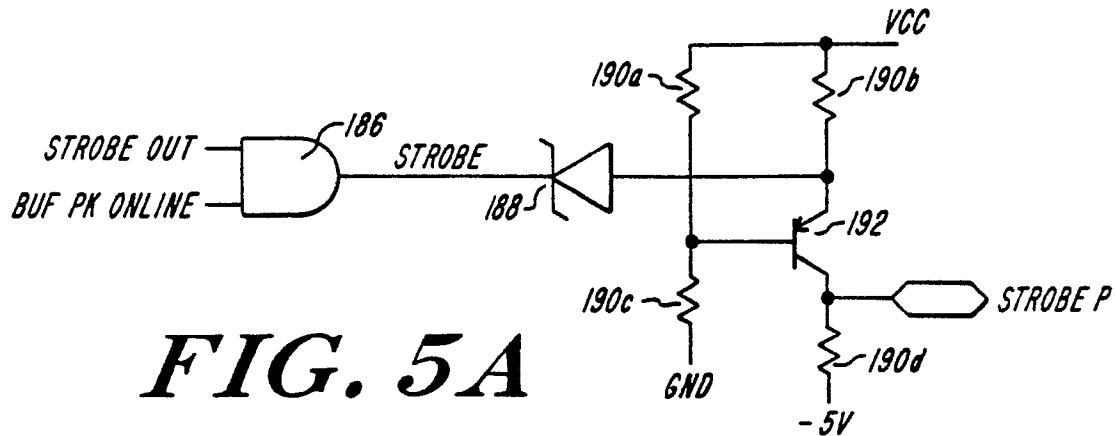 VCC
190a
190b
186
STROBE OUT
STROBE
BUF PK ONLINE
188
192
190c
STROBE P
190d
GND
-5V
FIG. 5A